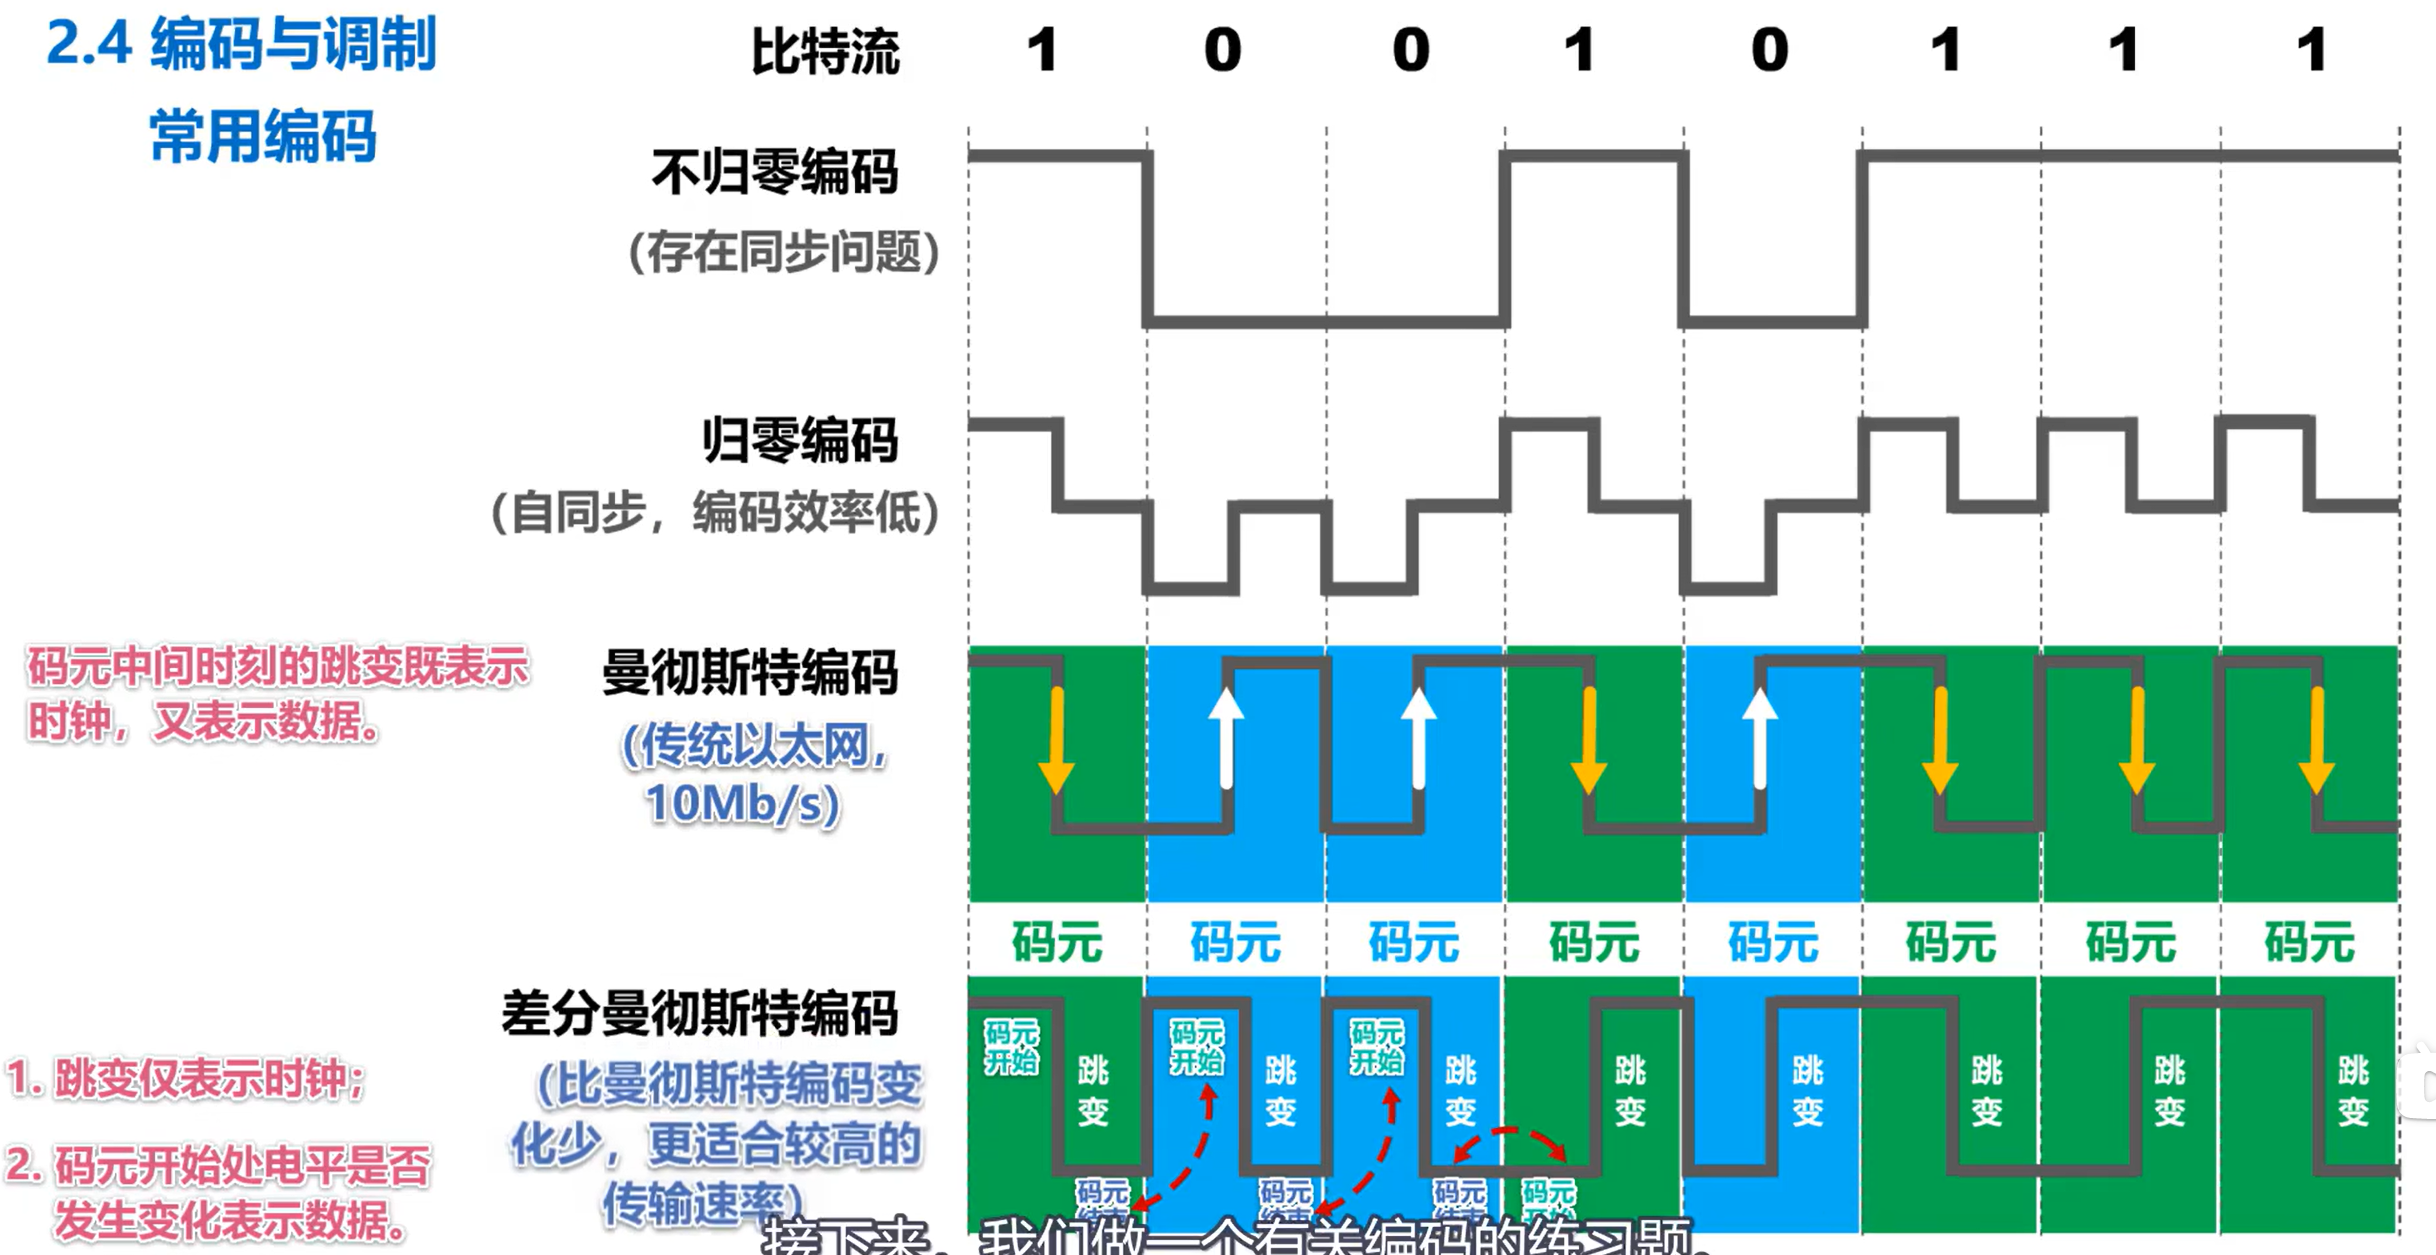 2.4 编码与调制
常用编码
比特流 1 0 0 1 0 1 1 1
不归零编码
（存在同步问题）
归零编码
（自同步，编码效率低）
码元中间时刻的跳变既表示
时钟，又表示数据。
曼彻斯特编码
（传统以太网，
10Mb/s）
码元 码元 码元 码元 码元 码元 码元 码元
差分曼彻斯特编码
（比曼彻斯特编码变
化少，更适合较高的
传输速率）
1. 跳变仅表示时钟；
2. 码元开始处电平是否
发生变化表示数据。
码元
开始
跳
变
码元
码元
开始
跳
变
码元
码元
开始
跳
变
码元
码元
跳
变
跳
变
跳
变
跳
变
跳
变
接下来，我们做一个有关编码的练习题。